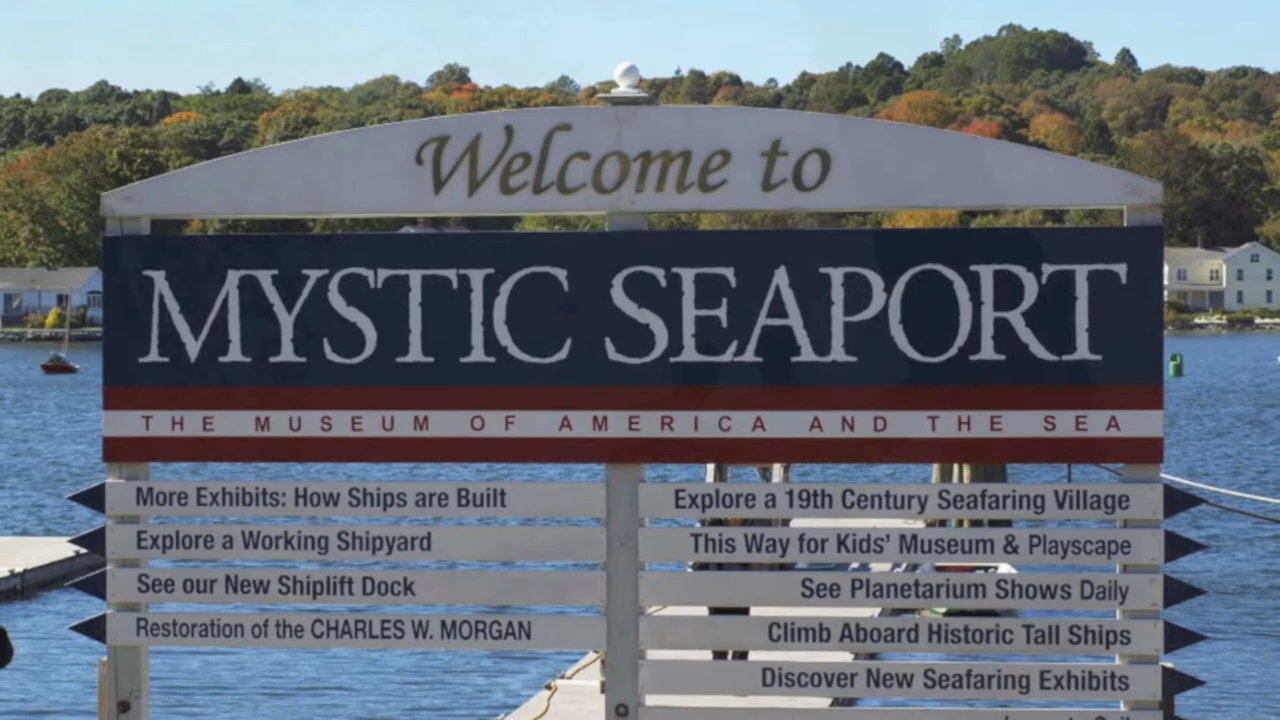 Welcome to
MYSTIC SEAPORT
THE MUSEUM OF AMERICA AND THE SEA
More Exhibits: How Ships are Built
Explore a Working Shipyard
See our New Shiplift Dock
Restoration of the CHARLES W. MORGAN
Explore a 19th Century Seafaring Village
This Way for Kids’ Museum & Playscape
See Planetarium Shows Daily
Climb Aboard Historic Tall Ships
Discover New Seafaring Exhibits